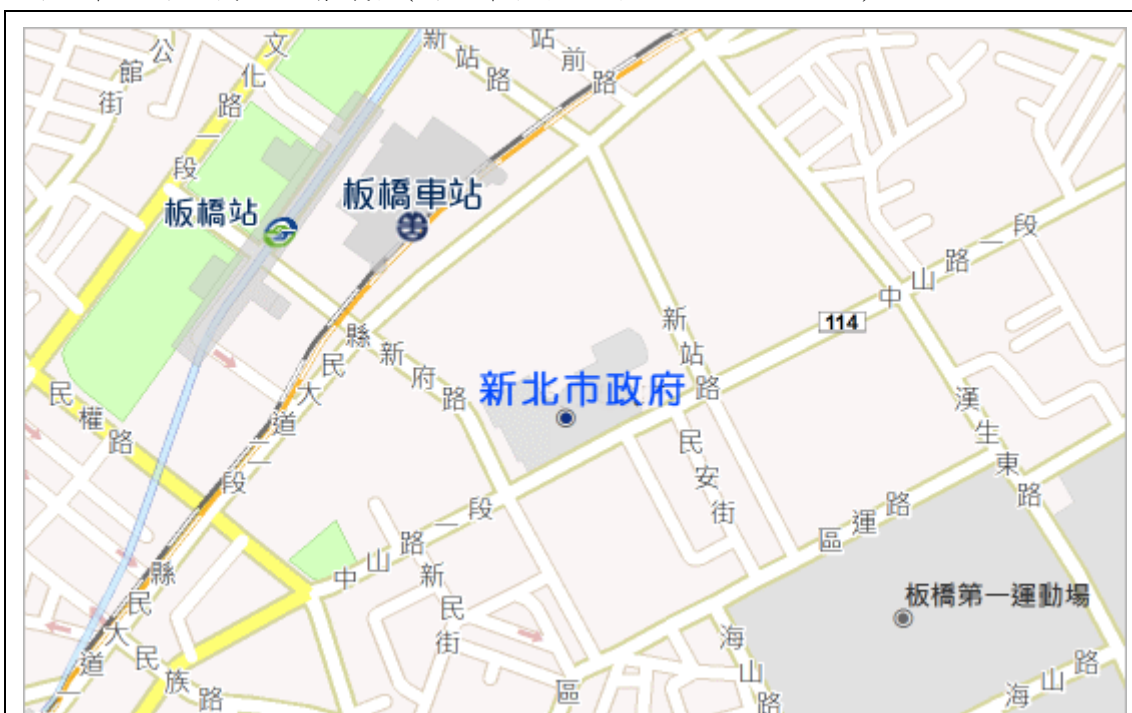 公館街
文化路一段
新站路
站前路
板橋車站
板橋站
中山路一段
114
新站路
縣民大道二段
新府路
新北市政府
漢生東路
民權路
民安街
區運路
中山路一段
新民街
板橋第一運動場
縣民大道一
民族路
海山路
海山路
區